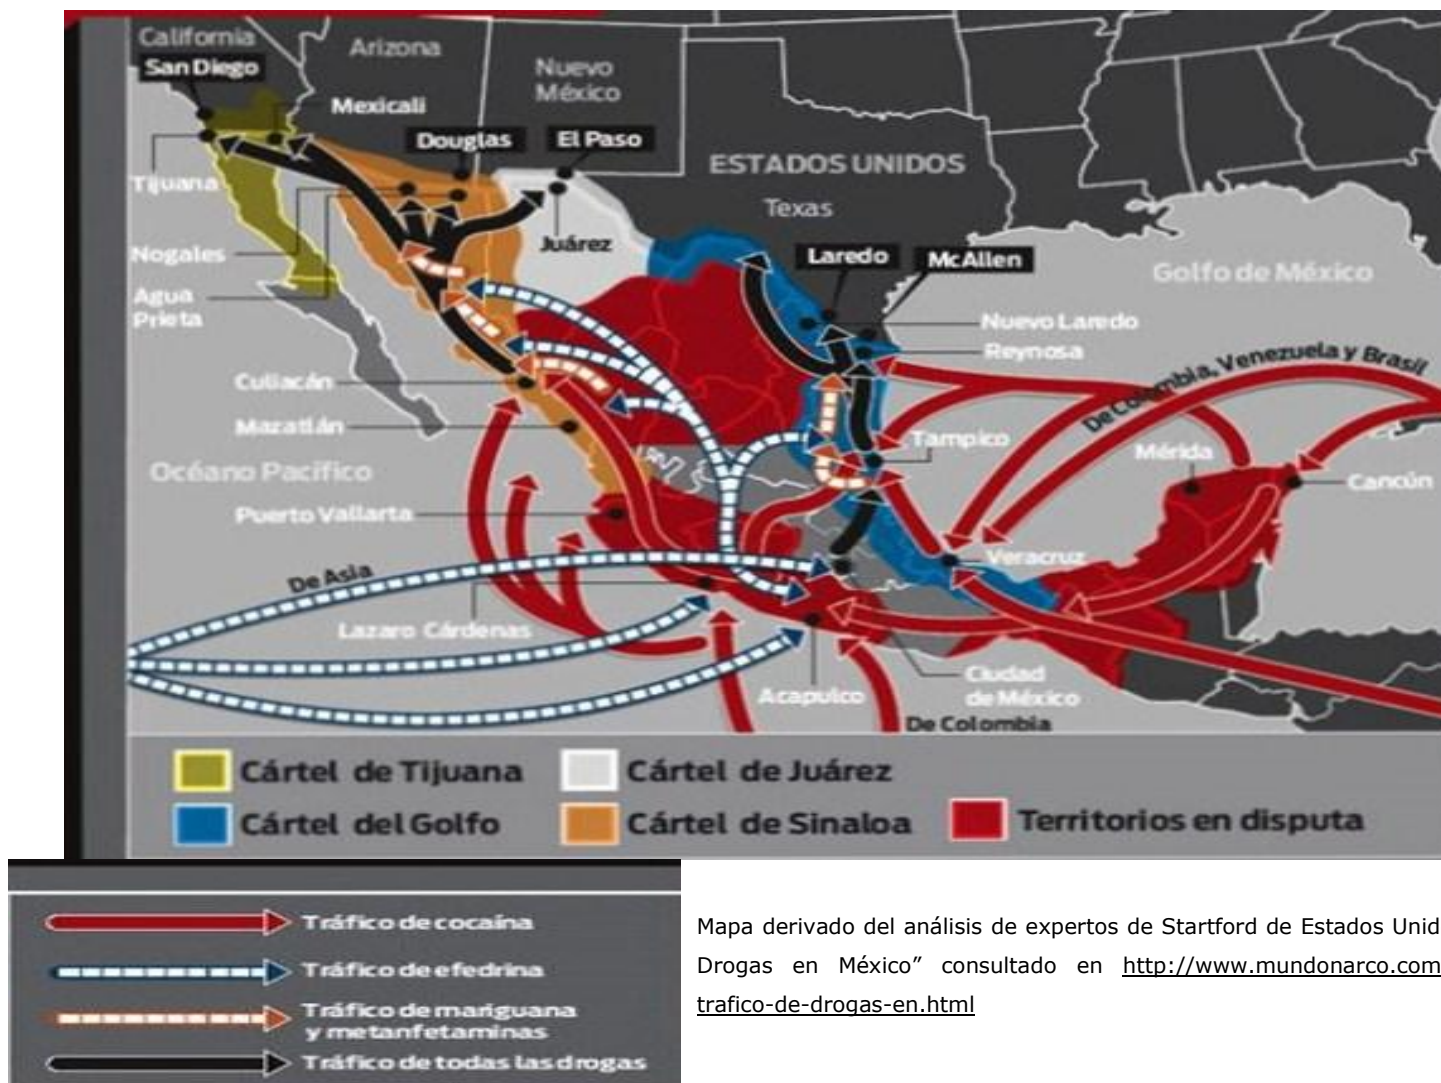 California
Arizona
San Diego
Nuevo
México
Mexicali
Douglas
El Paso
ESTADOS UNIDOS
Tijuana
Texas
Juárez
Nogales
Laredo
McAllen
Golfo de México
Agua
Prieta
Nuevo Laredo
Reynosa
De Colombia, Venezuela y Brasil
Culiacán
Mazatlán
Tampico
Mérida
Océano Pacífico
Cancún
Puerto Vallarta
Veracruz
De Asia
Lazaro Cárdenas
Ciudad
de México
Acapulco
De Colombia
Cártel de Tijuana
Cártel de Juárez
Cártel del Golfo
Cártel de Sinaloa
Territorios en disputa
Tráfico de cocaína
Tráfico de efedrina
Tráfico de mariguana
y metanfetaminas
Tráfico de todas las drogas
Mapa derivado del análisis de expertos de Startford de Estados Unid
Drogas en México” consultado en http://www.mundonarco.com
trafico-de-drogas-en.html